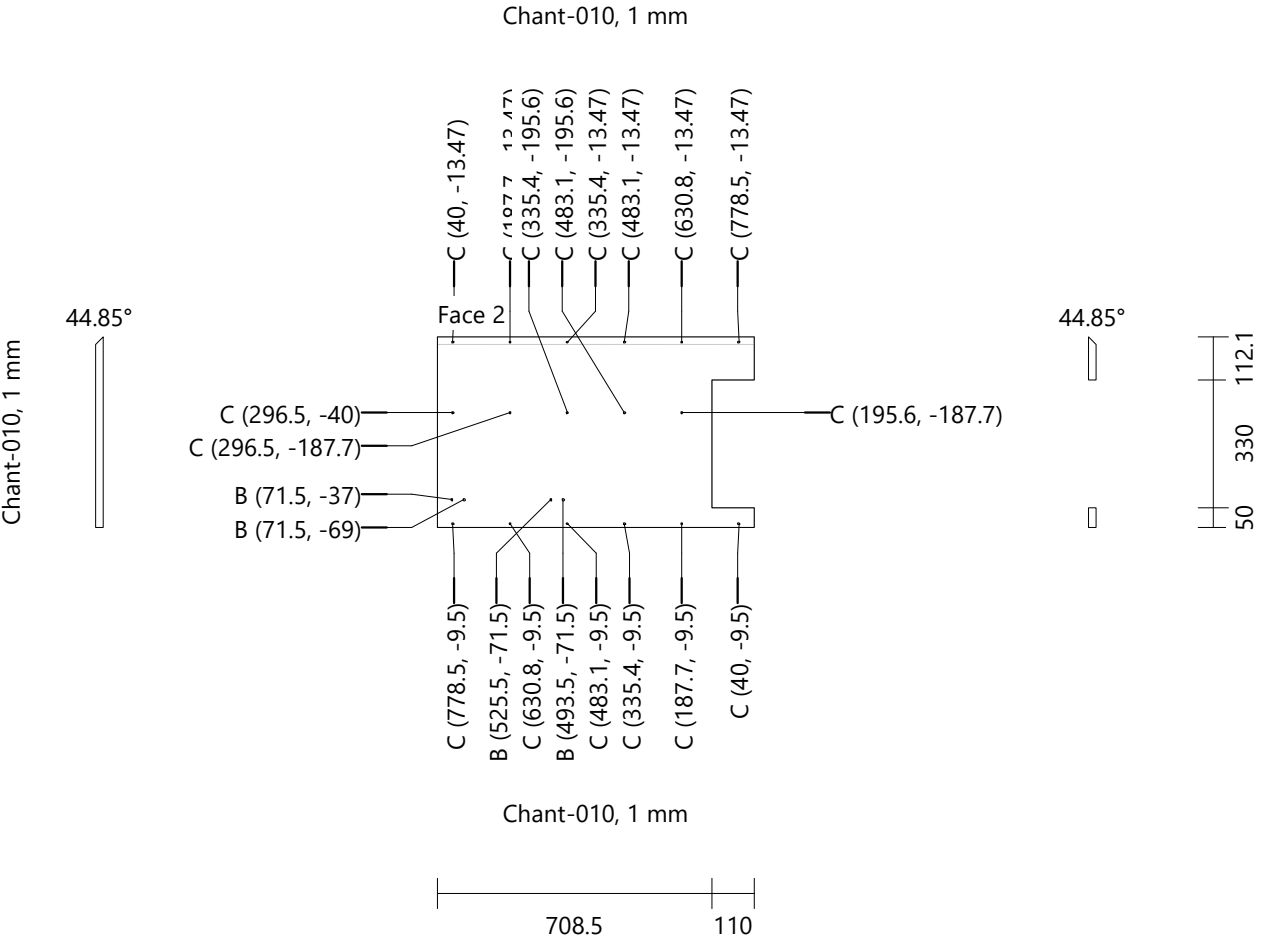 Chant-010, 1 mm
C (40, -13.47)
C (335.4, -195.6)
C (483.1, -195.6)
C (335.4, -13.47)
C (483.1, -13.47)
C (630.8, -13.47)
C (778.5, -13.47)
44.85°
Face 2
44.85°
Chant-010, 1 mm
112.1
C (296.5, -40)
C (195.6, -187.7)
C (296.5, -187.7)
330
B (71.5, -37)
B (71.5, -69)
50
C (778.5, -9.5)
B (525.5, -71.5)
C (630.8, -9.5)
B (493.5, -71.5)
C (483.1, -9.5)
C (335.4, -9.5)
C (187.7, -9.5)
C (40, -9.5)
Chant-010, 1 mm
708.5
110